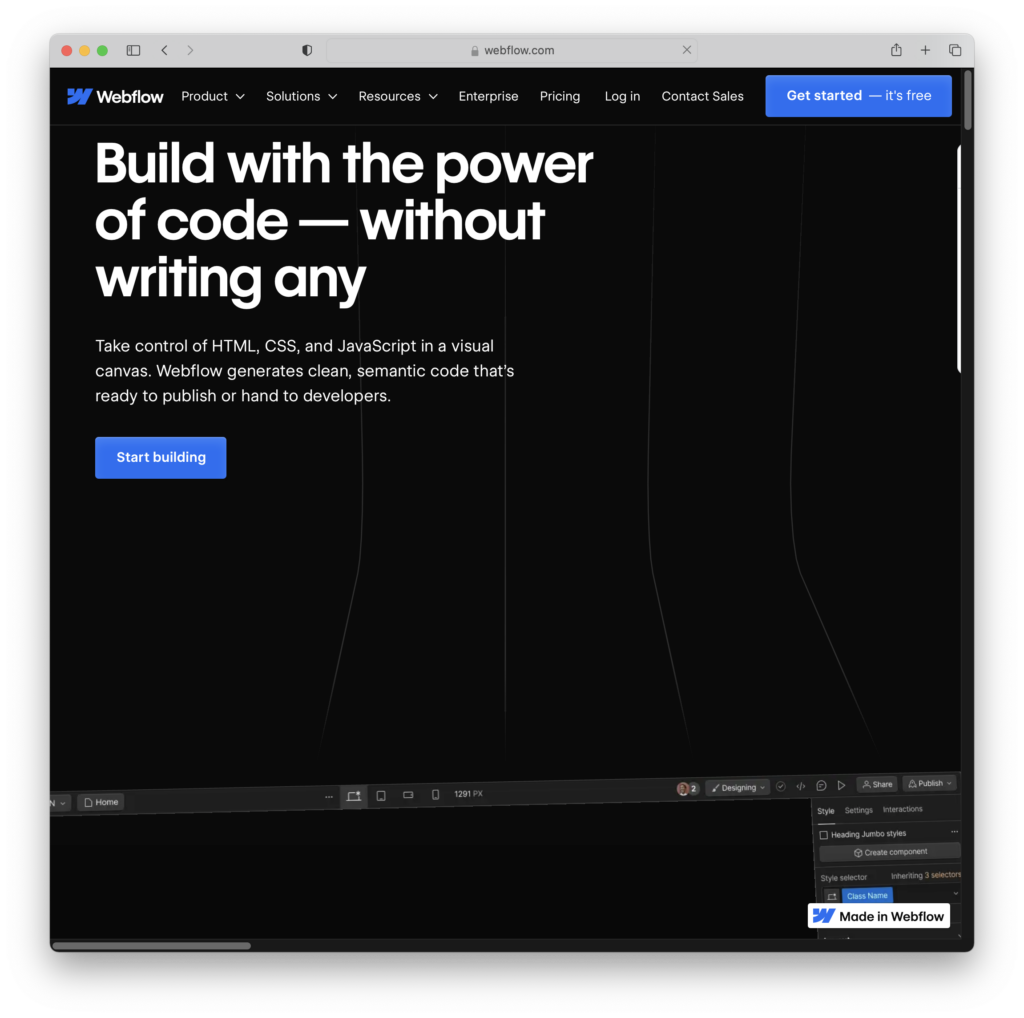 webflow.com
Webflow Product Solutions Resources Enterprise Pricing Log in Contact Sales Get started — it's free
Build with the power
of code — without
writing any
Take control of HTML, CSS, and JavaScript in a visual
canvas. Webflow generates clean, semantic code that's
ready to publish or hand to developers.
Start building
N Home 1291 PX 2 Designing Share Publish
Style Settings Interactions
Heading Jumbo styles
Create component
Style selector Inheriting 3 selectors
Class Name
Made in Webflow